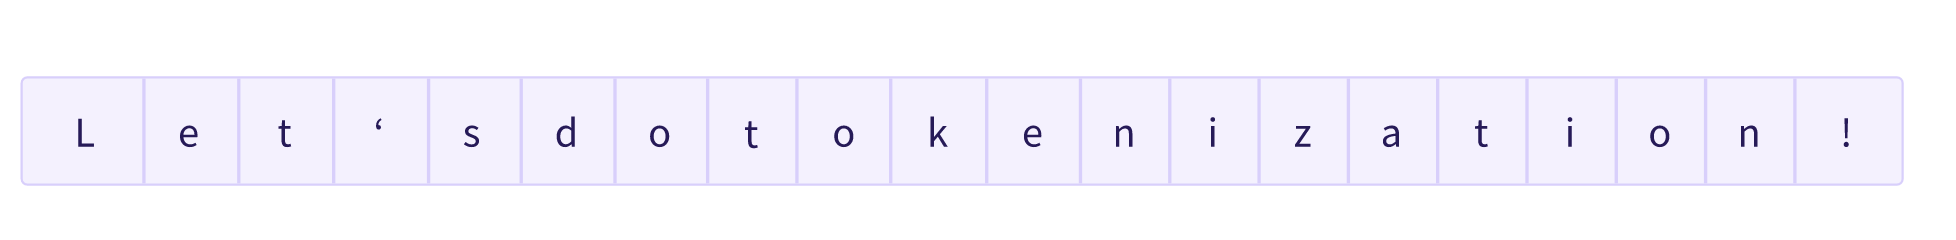 L e t ‘ s d o t o k e n i z a t i o n !